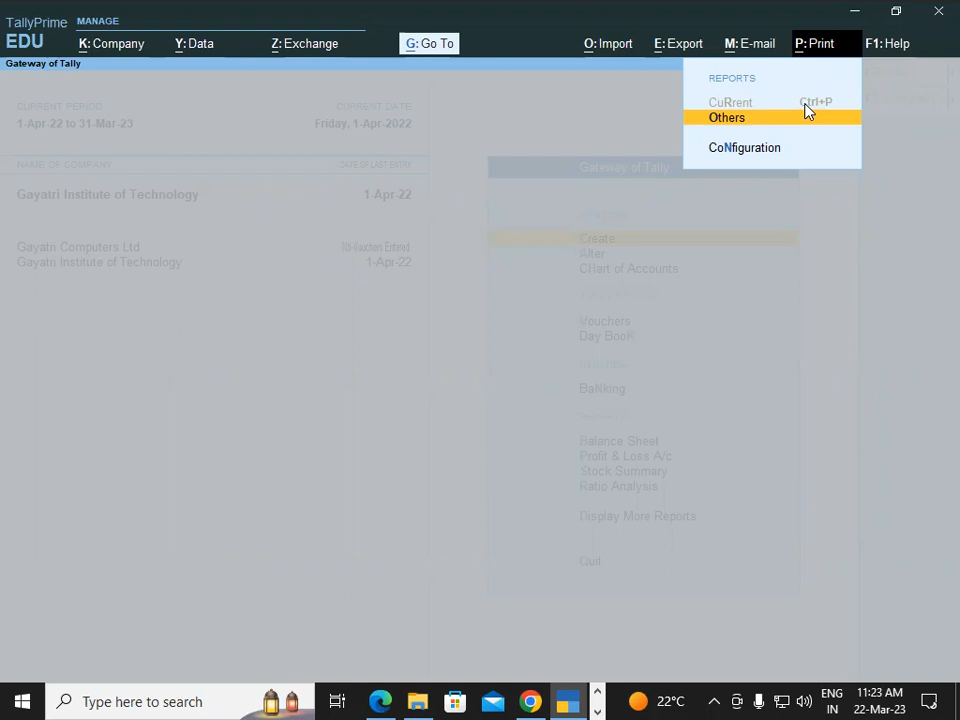 TallyPrime
EDU
MANAGE
K: Company
Y: Data
Z: Exchange
G: Go To
O: Import
E: Export
M: E-mail
P: Print
F1: Help
Gateway of Tally
REPORTS
CuRrent Ctrl+P
Others
CoNfiguration
CURRENT PERIOD CURRENT DATE
1-Apr-22 to 31-Mar-23 Friday, 1-Apr-2022
NAME OF COMPANY DATE OF LAST ENTRY
Gayatri Institute of Technology 1-Apr-22
Gayatri Computers Ltd No Vouchers Entered
Gayatri Institute of Technology 1-Apr-22
Gateway of Tally
Create
Alter
CHart of Accounts
Vouchers
Day BooK
BaNking
Balance Sheet
Profit & Loss A/c
Stock Summary
Ratio Analysis
Display More Reports
Quit
Type here to search
22°C
ENG
IN
11:23 AM
22-Mar-23